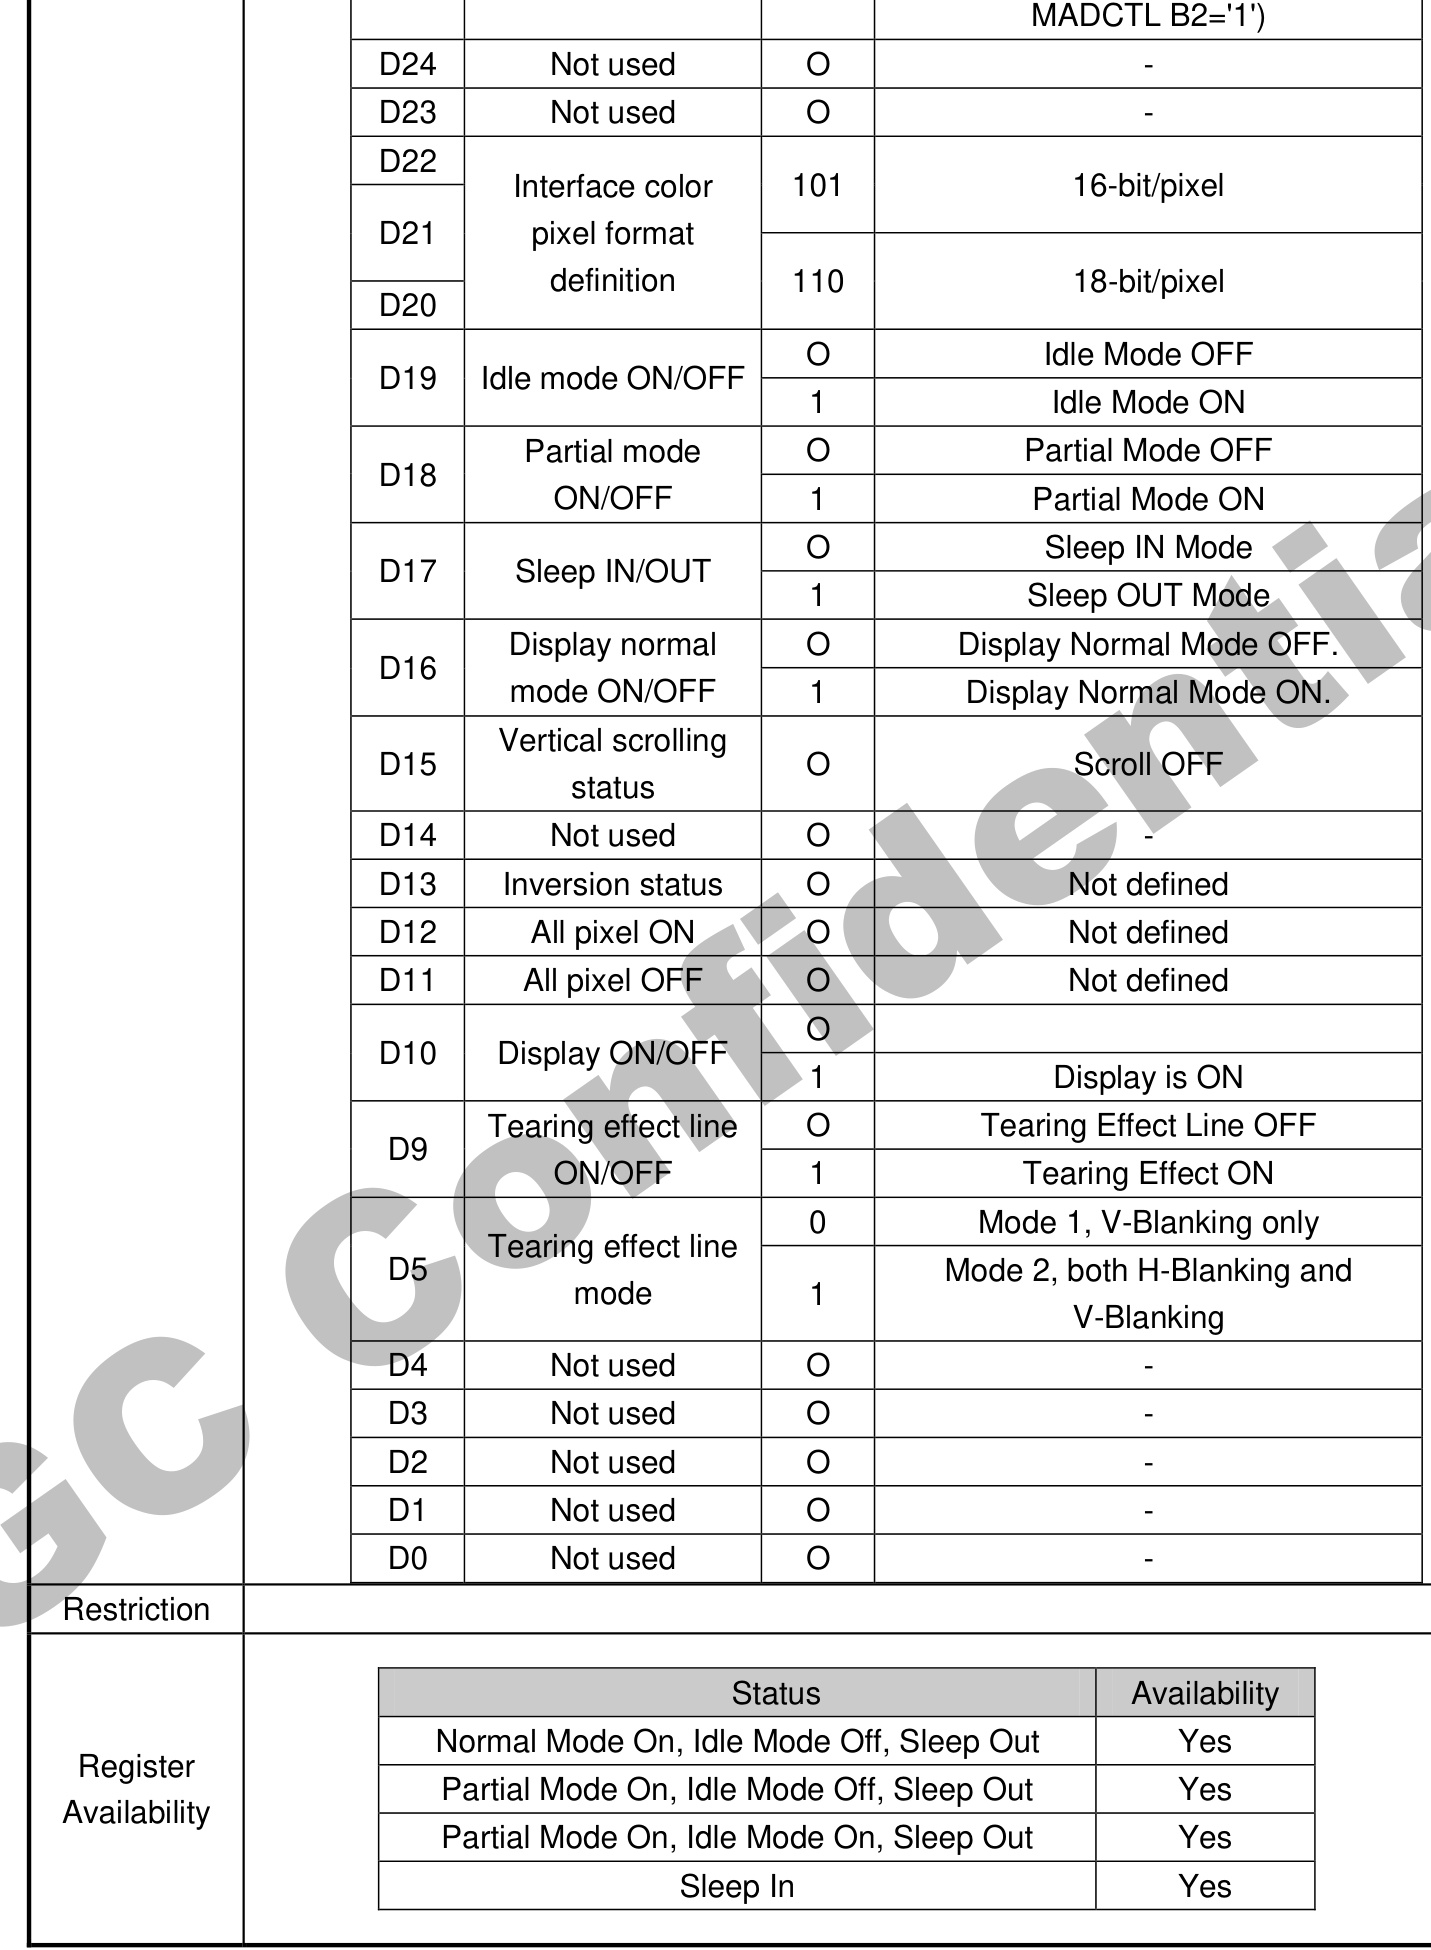 MADCTL B2='1')
D24 Not used O -
D23 Not used O -
D22
Interface color
101 16-bit/pixel
D21 pixel format
definition
110 18-bit/pixel
D20
D19 Idle mode ON/OFF
O Idle Mode OFF
1 Idle Mode ON
D18
Partial mode
ON/OFF
O Partial Mode OFF
1 Partial Mode ON
D17 Sleep IN/OUT
O Sleep IN Mode
1 Sleep OUT Mode
D16
Display normal
mode ON/OFF
O Display Normal Mode OFF.
1 Display Normal Mode ON.
D15
Vertical scrolling
status
O Scroll OFF
D14 Not used O -
D13 Inversion status O Not defined
D12 All pixel ON O Not defined
D11 All pixel OFF O Not defined
D10 Display ON/OFF
O
1 Display is ON
D9
Tearing effect line
ON/OFF
O Tearing Effect Line OFF
1 Tearing Effect ON
D5
Tearing effect line
mode
0 Mode 1, V-Blanking only
1
Mode 2, both H-Blanking and
V-Blanking
D4 Not used O -
D3 Not used O -
D2 Not used O -
D1 Not used O -
D0 Not used O -
Restriction
Register
Availability
Status Availability
Normal Mode On, Idle Mode Off, Sleep Out Yes
Partial Mode On, Idle Mode Off, Sleep Out Yes
Partial Mode On, Idle Mode On, Sleep Out Yes
Sleep In Yes
GC Confidentia